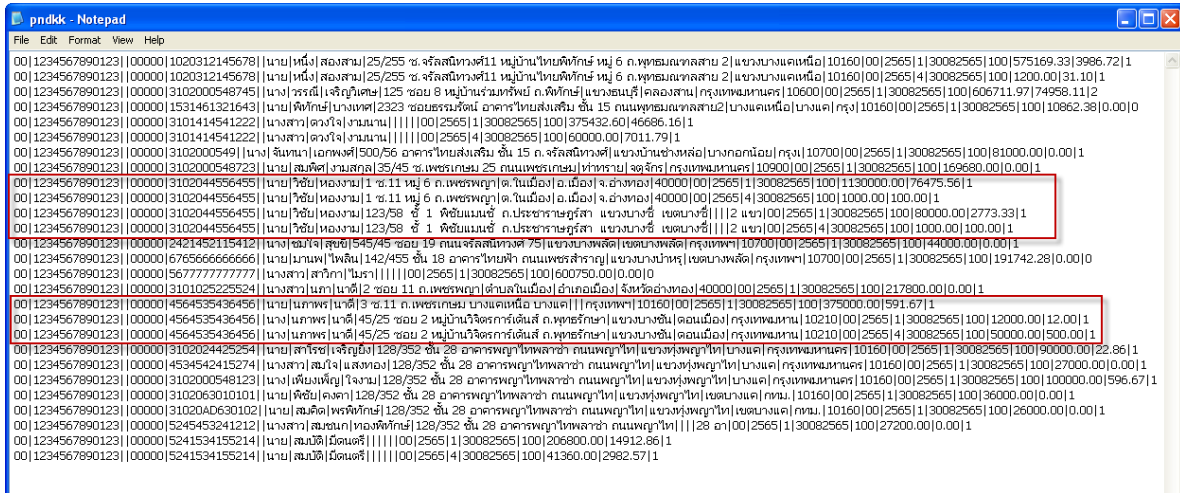 pndkk - Notepad
File Edit Format View Help
00|1234567890123||00000|1020312145678||นาย|หนึ่ง|สองสาม|25/255 ซ.จรัลสนิทวงศ์11 หมู่บ้านไทยพิทักษ์ หมู่ 6 ถ.พุทธมณฑลสาย 2|แขวงบางแคเหนือ|10160|00|2565|1|30082565|100|575169.33|3986.72|1
00|1234567890123||00000|1020312145678||นาย|หนึ่ง|สองสาม|25/255 ซ.จรัลสนิทวงศ์11 หมู่บ้านไทยพิทักษ์ หมู่ 6 ถ.พุทธมณฑลสาย 2|แขวงบางแคเหนือ|10160|00|2565|4|30082565|100|1200.00|31.10|1
00|1234567890123||00000|3102000548745||นาง|วรรณี|เจริญวิเศษ|125 ซอย 8 หมู่บ้านร่วมทรัพย์ ถ.พิทักษ์|แขวงธนบุรี|คลองสาน|กรุงเทพมหานคร|10600|00|2565|1|30082565|100|606711.97|74958.11|2
00|1234567890123||00000|1531461321643||นาย|พิทักษ์|บางเทศ|2323 ซอยธรรมรัตน์ อาคารไทยส่งเสริม ชั้น 15 ถนนพุทธมณฑลสาย2|บางแคเหนือ|บางแค|กรุง|10160|00|2565|1|30082565|100|10862.38|0.00|0
00|1234567890123||00000|3101414541222||นางสาว|ดวงใจ|งามนาน||||||00|2565|1|30082565|100|375432.60|46686.16|1
00|1234567890123||00000|3101414541222||นางสาว|ดวงใจ|งามนาน||||||00|2565|4|30082565|100|60000.00|7011.79|1
00|1234567890123||00000|3102000549||นาง|จันทนา|เอกพงศ์|500/56 อาคารไทยส่งเสริม ชั้น 15 ถ.จรัลสนิทวงศ์|แขวงบ้านช่างหล่อ|บางกอกน้อย|กรุงเ|10700|00|2565|1|30082565|100|81000.00|0.00|1
00|1234567890123||00000|3102000548723||นาย|สมพิศ|งามสกุล|35/45 ซ.เพชรเกษม 25 ถนนเพชรเกษม|ท่าทราย|จตุจักร|กรุงเทพมหานคร|10900|00|2565|1|30082565|100|169680.00|0.00|1
00|1234567890123||00000|3102044556455||นาย|วิชัย|หองงาม|1 ซ.11 หมู่ 6 ถ.เพชรพญา|ต.ในเมือง|อ.เมือง|จ.อ่างทอง|40000|00|2565|1|30082565|100|1130000.00|76475.56|1
00|1234567890123||00000|3102044556455||นาย|วิชัย|หองงาม|1 ซ.11 หมู่ 6 ถ.เพชรพญา|ต.ในเมือง|อ.เมือง|จ.อ่างทอง|40000|00|2565|4|30082565|100|1000.00|100.00|1
00|1234567890123||00000|3102044556455||นาย|วิชัย|หองงาม|123/58 ชั้ 1 พิชัยแมนชั่ ถ.ประชาราษฎร์สา แขวงบางซื่ เขตบางซื่||||2 แขว|00|2565|1|30082565|100|80000.00|2773.33|1
00|1234567890123||00000|3102044556455||นาย|วิชัย|หองงาม|123/58 ชั้ 1 พิชัยแมนชั่ ถ.ประชาราษฎร์สา แขวงบางซื่ เขตบางซื่||||2 แขว|00|2565|4|30082565|100|1000.00|100.00|1
00|1234567890123||00000|2421452115412||นาง|ชมใจ|สุขขี|545/45 ซอย 19 ถนนจรัลสนิทวงศ์ 75|แขวงบางพลัด|เขตบางพลัด|กรุงเทพฯ|10700|00|2565|1|30082565|100|44000.00|0.00|1
00|1234567890123||00000|6765666666666||นาย|มานพ|ไพลิน|142/455 ชั้น 18 อาคารไทยฟ้า ถนนเพชรสำราญ|แขวงบางบำหรุ|เขตบางพลัด|กรุงเทพฯ|10700|00|2565|1|30082565|100|191742.28|0.00|0
00|1234567890123||00000|5677777777777||นางสาว|สาวิกา|ไมรา||||||00|2565|1|30082565|100|600750.00|0.00|0
00|1234567890123||00000|3101025225524||นางสาว|นภา|นาดี|2 ซอย 11 ถ.เพชรพญา|ตำบลในเมือง|อำเภอเมือง|จังหวัดอ่างทอง|40000|00|2565|1|30082565|100|217800.00|0.00|1
00|1234567890123||00000|4564535436456||นาย|นภาพร|นาดี|3 ซ.11 ถ.เพชรเกษม บางแคเหนือ บางแค|||กรุงเทพฯ|10160|00|2565|1|30082565|100|375000.00|591.67|1
00|1234567890123||00000|4564535436456||นาง|นภาพร|นาดี|45/25 ซอย 2 หมู่บ้านวิจิตรการ์เด้นส์ ถ.พุทธรักษา|แขวงบางชัน|ดอนเมือง|กรุงเทพมหาน|10210|00|2565|1|30082565|100|12000.00|12.00|1
00|1234567890123||00000|4564535436456||นาง|นภาพร|นาดี|45/25 ซอย 2 หมู่บ้านวิจิตรการ์เด้นส์ ถ.พุทธรักษา|แขวงบางชัน|ดอนเมือง|กรุงเทพมหาน|10210|00|2565|4|30082565|100|50000.00|500.00|1
00|1234567890123||00000|3102024425254||นาย|สาโรช|เจริญยิ่ง|128/352 ชั้น 28 อาคารพญาไทพลาซ่า ถนนพญาไท|แขวงทุ่งพญาไท|บางแค|กรุงเทพมหานคร|10160|00|2565|1|30082565|100|90000.00|22.86|1
00|1234567890123||00000|4534542415274||นางสาว|สมใจ|แสงทอง|128/352 ชั้น 28 อาคารพญาไทพลาซ่า ถนนพญาไท|แขวงทุ่งพญาไท|บางแค|กรุงเทพมหานคร|10160|00|2565|1|30082565|100|27000.00|0.00|1
00|1234567890123||00000|3102000548123||นาง|เพียงเพ็ญ|ใจงาม|128/352 ชั้น 28 อาคารพญาไทพลาซ่า ถนนพญาไท|แขวงทุ่งพญาไท|บางแค|กรุงเทพมหานคร|10160|00|2565|1|30082565|100|100000.00|596.67|1
00|1234567890123||00000|3102063010101||นาย|พิชัย|คงคา|128/352 ชั้น 28 อาคารพญาไทพลาซ่า ถนนพญาไท|แขวงทุ่งพญาไท|เขตบางแค|กทม.|10160|00|2565|1|30082565|100|36000.00|0.00|1
00|1234567890123||00000|31020AD630102||นาย|สมคิด|พรพิทักษ์|128/352 ชั้น 28 อาคารพญาไทพลาซ่า ถนนพญาไท|แขวงทุ่งพญาไท|เขตบางแค|กทม.|10160|00|2565|1|30082565|100|26000.00|0.00|1
00|1234567890123||00000|5245453241212||นางสาว|สมชนก|ทองพิทักษ์|128/352 ชั้น 28 อาคารพญาไทพลาซ่า ถนนพญาไท||||28 อา|00|2565|1|30082565|100|27200.00|0.00|1
00|1234567890123||00000|5241534155214||นาย|สมบัติ|มีดนตรี||||||00|2565|1|30082565|100|206800.00|14912.86|1
00|1234567890123||00000|5241534155214||นาย|สมบัติ|มีดนตรี||||||00|2565|4|30082565|100|41360.00|2982.57|1